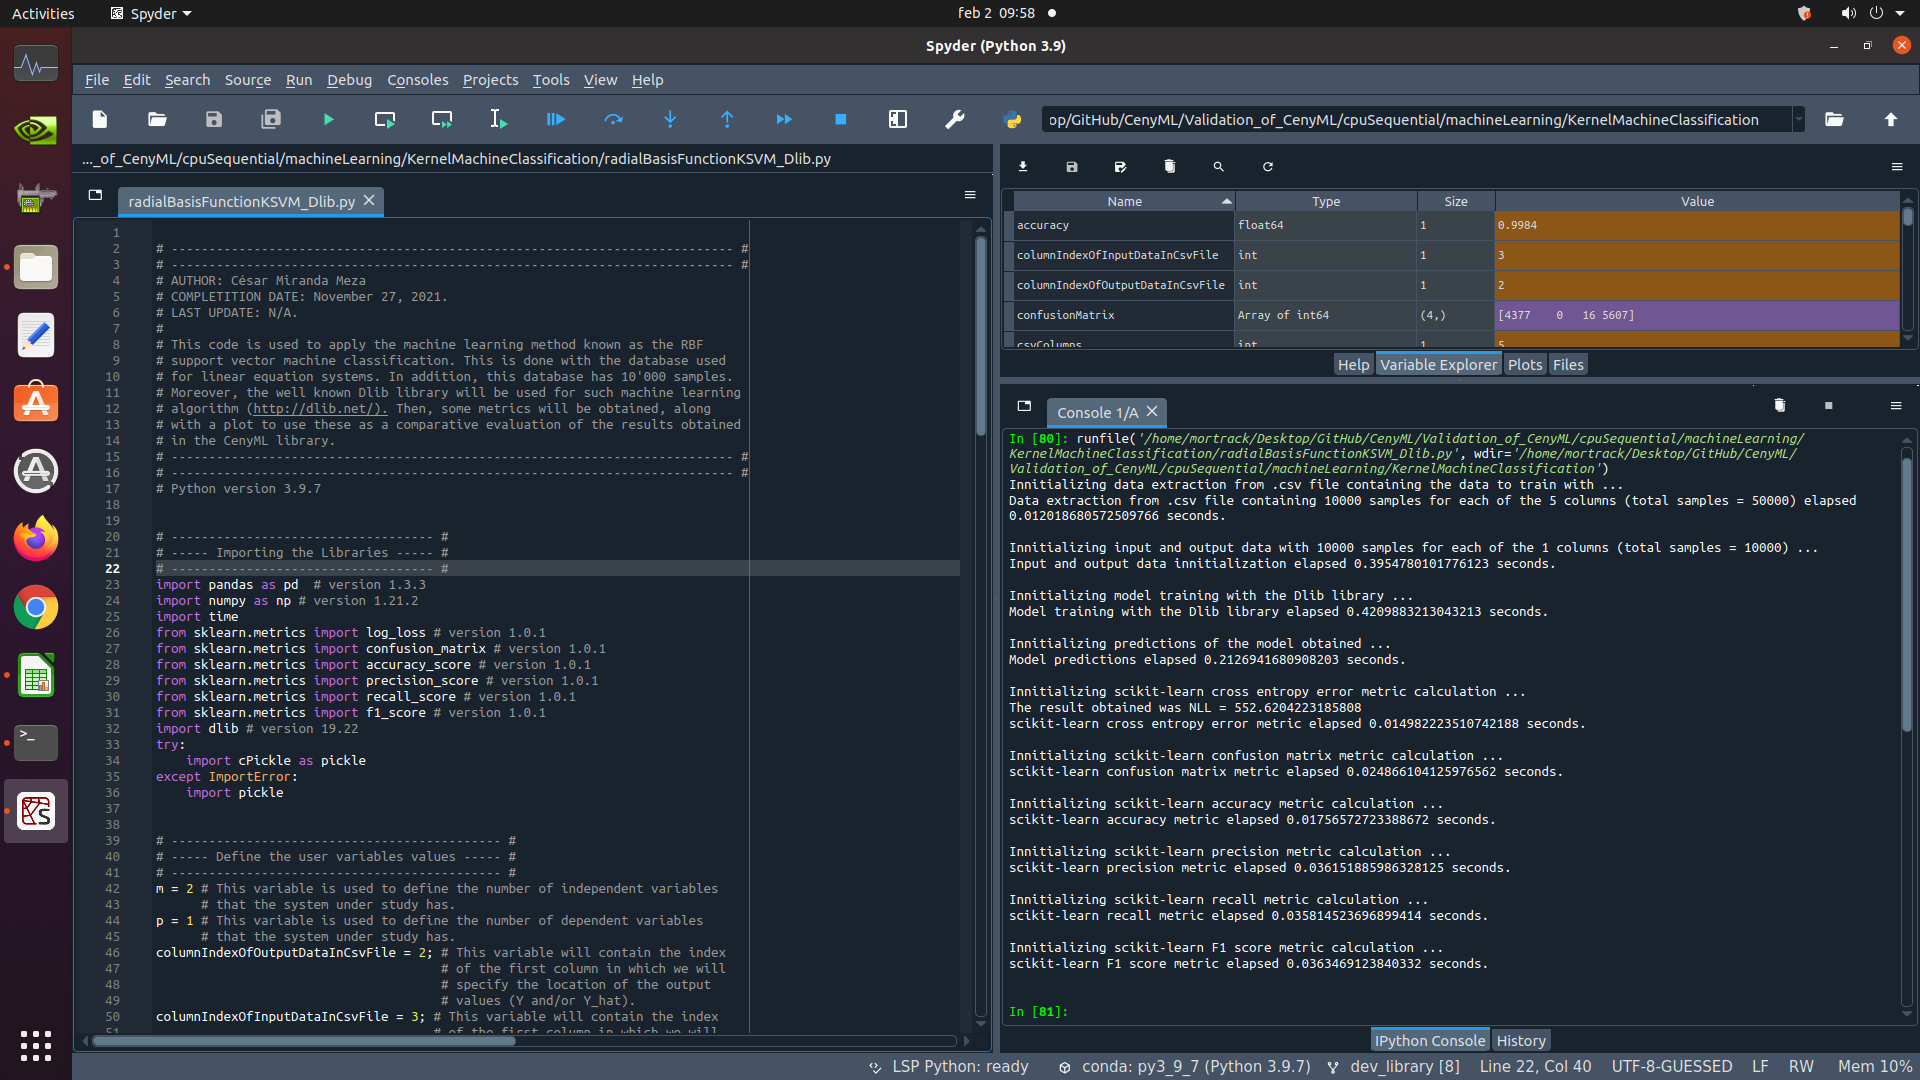 Activities
Spyder
feb 2 09:58
Spyder (Python 3.9)
File Edit Search Source Run Debug Consoles Projects Tools View Help
op/GitHub/CenyML/Validation_of_CenyML/cpuSequential/machineLearning/KernelMachineClassification
..._of_CenyML/cpuSequential/machineLearning/KernelMachineClassification/radialBasisFunctionKSVM_Dlib.py
radialBasisFunctionKSVM_Dlib.py
1
2 # --------------------------------------------------------------------------- #
3 # --------------------------------------------------------------------------- #
4 # AUTHOR: César Miranda Meza
5 # COMPLETITION DATE: November 27, 2021.
6 # LAST UPDATE: N/A.
7 #
8 # This code is used to apply the machine learning method known as the RBF
9 # support vector machine classification. This is done with the database used
10 # for linear equation systems. In addition, this database has 10'000 samples.
11 # Moreover, the well known Dlib library will be used for such machine learning
12 # algorithm (http://dlib.net/). Then, some metrics will be obtained, along
13 # with a plot to use these as a comparative evaluation of the results obtained
14 # in the CenyML library.
15 # --------------------------------------------------------------------------- #
16 # --------------------------------------------------------------------------- #
17 # Python version 3.9.7
18
19
20 # ----------------------------------- #
21 # ----- Importing the Libraries ----- #
22 # ----------------------------------- #
23 import pandas as pd  # version 1.3.3
24 import numpy as np # version 1.21.2
25 import time
26 from sklearn.metrics import log_loss # version 1.0.1
27 from sklearn.metrics import confusion_matrix # version 1.0.1
28 from sklearn.metrics import accuracy_score # version 1.0.1
29 from sklearn.metrics import precision_score # version 1.0.1
30 from sklearn.metrics import recall_score # version 1.0.1
31 from sklearn.metrics import f1_score # version 1.0.1
32 import dlib # version 19.22
33 try:
34     import cPickle as pickle
35 except ImportError:
36     import pickle
37
38
39 # -------------------------------------------- #
40 # ----- Define the user variables values ----- #
41 # -------------------------------------------- #
42 m = 2 # This variable is used to define the number of independent variables
43       # that the system under study has.
44 p = 1 # This variable is used to define the number of dependent variables
45       # that the system under study has.
46 columnIndexOfOutputDataInCsvFile = 2; # This variable will contain the index
47                                       # of the first column in which we will
48                                       # specify the location of the output
49                                       # values (Y and/or Y_hat).
50 columnIndexOfInputDataInCsvFile = 3; # This variable will contain the index
51                                      # of the first column in which we will
Name Type Size Value
accuracy float64 1 0.9984
columnIndexOfInputDataInCsvFile int 1 3
columnIndexOfOutputDataInCsvFile int 1 2
confusionMatrix Array of int64 (4,) [4377    0   16 5607]
csvColumns int 1 5
Help Variable Explorer Plots Files
Console 1/A
In [80]: runfile('/home/mortrack/Desktop/GitHub/CenyML/Validation_of_CenyML/cpuSequential/machineLearning/
KernelMachineClassification/radialBasisFunctionKSVM_Dlib.py', wdir='/home/mortrack/Desktop/GitHub/CenyML/
Validation_of_CenyML/cpuSequential/machineLearning/KernelMachineClassification')
Innitializing data extraction from .csv file containing the data to train with ...
Data extraction from .csv file containing 10000 samples for each of the 5 columns (total samples = 50000) elapsed
0.012018680572509766 seconds.
Innitializing input and output data with 10000 samples for each of the 1 columns (total samples = 10000) ...
Input and output data innitialization elapsed 0.3954780101776123 seconds.
Innitializing model training with the Dlib library ...
Model training with the Dlib library elapsed 0.4209883213043213 seconds.
Innitializing predictions of the model obtained ...
Model predictions elapsed 0.2126941680908203 seconds.
Innitializing scikit-learn cross entropy error metric calculation ...
The result obtained was NLL = 552.6204223185808
scikit-learn cross entropy error metric elapsed 0.014982223510742188 seconds.
Innitializing scikit-learn confusion matrix metric calculation ...
scikit-learn confusion matrix metric elapsed 0.024866104125976562 seconds.
Innitializing scikit-learn accuracy metric calculation ...
scikit-learn accuracy metric elapsed 0.01756572723388672 seconds.
Innitializing scikit-learn precision metric calculation ...
scikit-learn precision metric elapsed 0.036151885986328125 seconds.
Innitializing scikit-learn recall metric calculation ...
scikit-learn recall metric elapsed 0.035814523696899414 seconds.
Innitializing scikit-learn F1 score metric calculation ...
scikit-learn F1 score metric elapsed 0.0363469123840332 seconds.
In [81]:
IPython Console History
LSP Python: ready conda: py3_9_7 (Python 3.9.7) dev_library [8] Line 22, Col 40 UTF-8-GUESSED LF RW Mem 10%